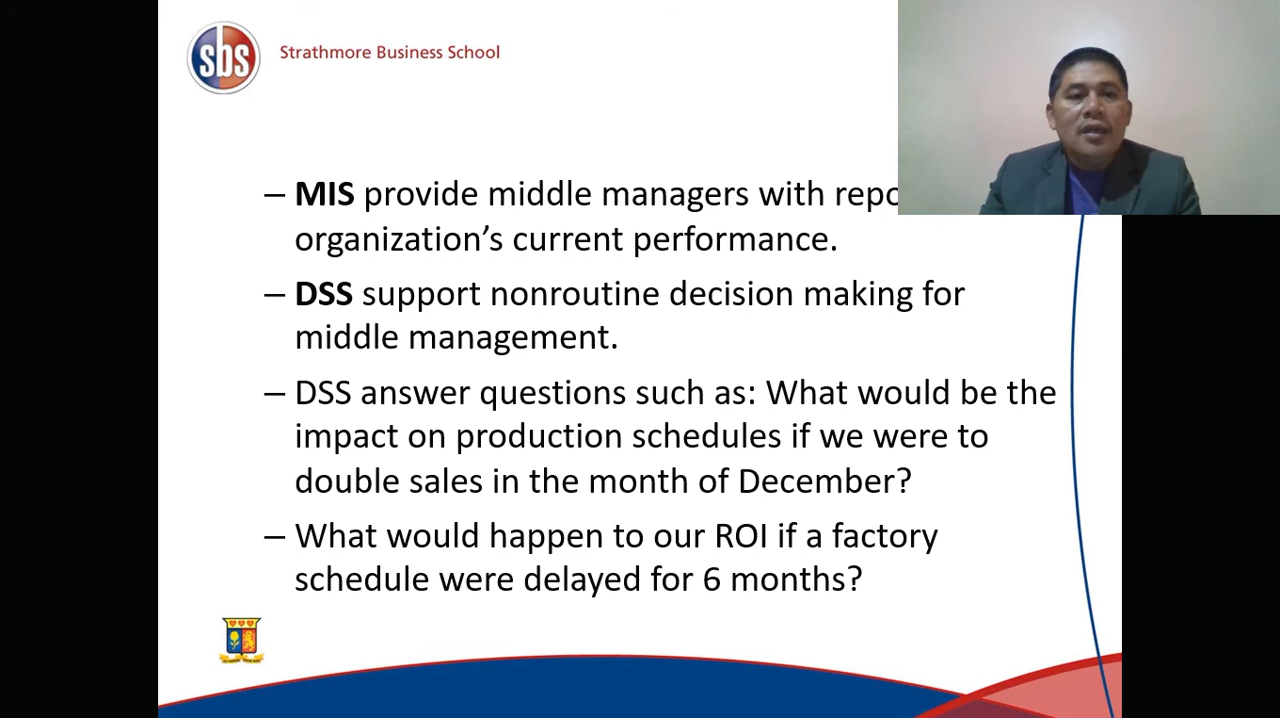 sbs
Strathmore Business School
– MIS provide middle managers with
organization’s current performance.
– DSS support nonroutine decision making for
middle management.
– DSS answer questions such as: What would be the
impact on production schedules if we were to
double sales in the month of December?
– What would happen to our ROI if a factory
schedule were delayed for 6 months?